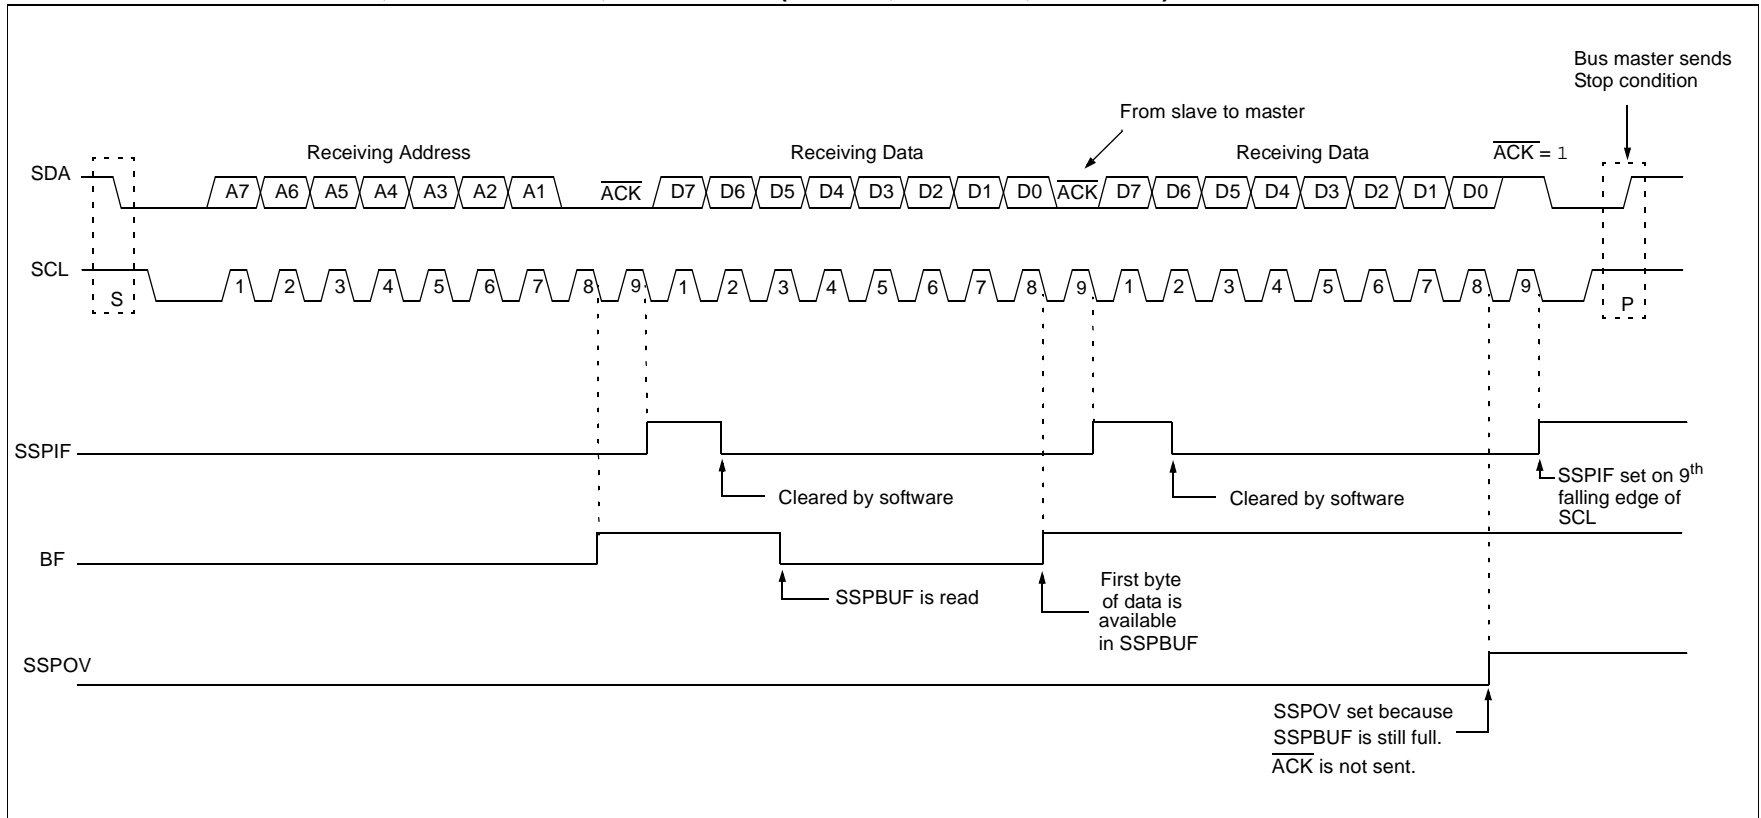 Bus master sends
Stop condition
From slave to master
Receiving Address
Receiving Data
Receiving Data
ACK = 1
SDA
A7 A6 A5 A4 A3 A2 A1 ACK D7 D6 D5 D4 D3 D2 D1 D0 ACK D7 D6 D5 D4 D3 D2 D1 D0
SCL
S
1 2 3 4 5 6 7 8 9 1 2 3 4 5 6 7 8 9 1 2 3 4 5 6 7 8 9
P
SSPIF
Cleared by software
Cleared by software
SSPIF set on 9th
falling edge of
SCL
BF
SSPBUF is read
First byte
of data is
available
in SSPBUF
SSPOV
SSPOV set because
SSPBUF is still full.
ACK is not sent.